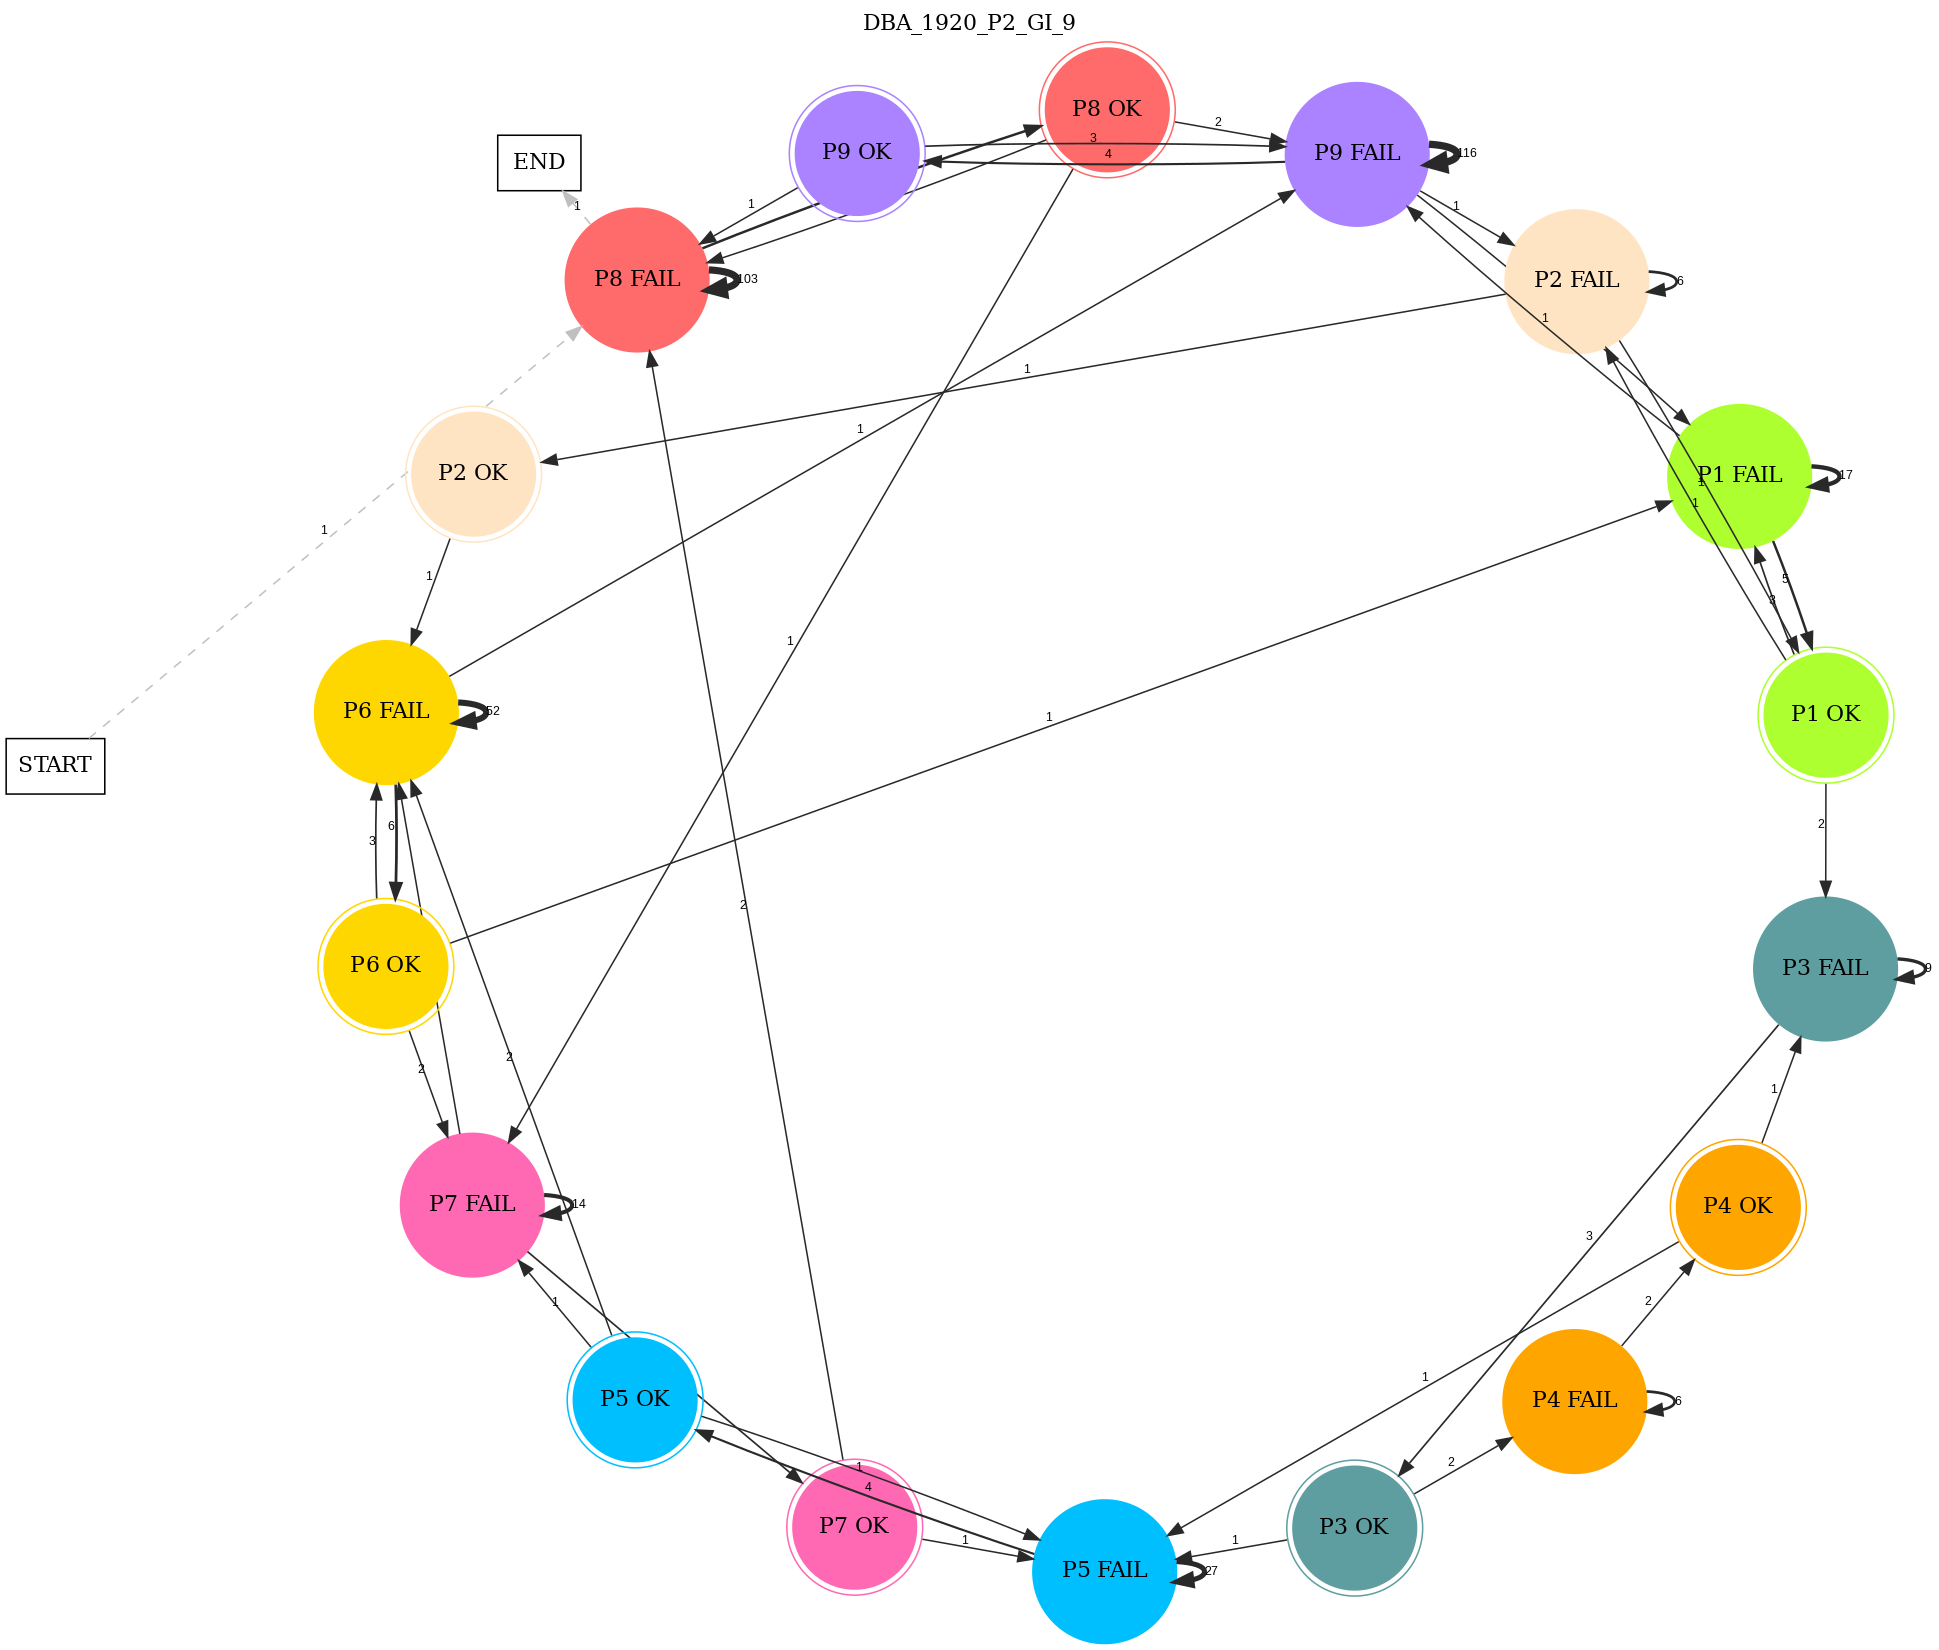 DBA_1920_P2_GI_9
P8 OK
P9 OK
P9 FAIL
END
P8 FAIL
P2 FAIL
P2 OK
P1 FAIL
P6 FAIL
P1 OK
START
P6 OK
P3 FAIL
P7 FAIL
P4 OK
P5 OK
P4 FAIL
P7 OK
P3 OK
P5 FAIL
2
3
116
4
1
1
1
103
6
1
1
1
17
1
1
1
1
5
1
3
1
52
1
2
6
3
2
9
2
2
1
14
3
1
2
1
6
2
1
4
1
1
27